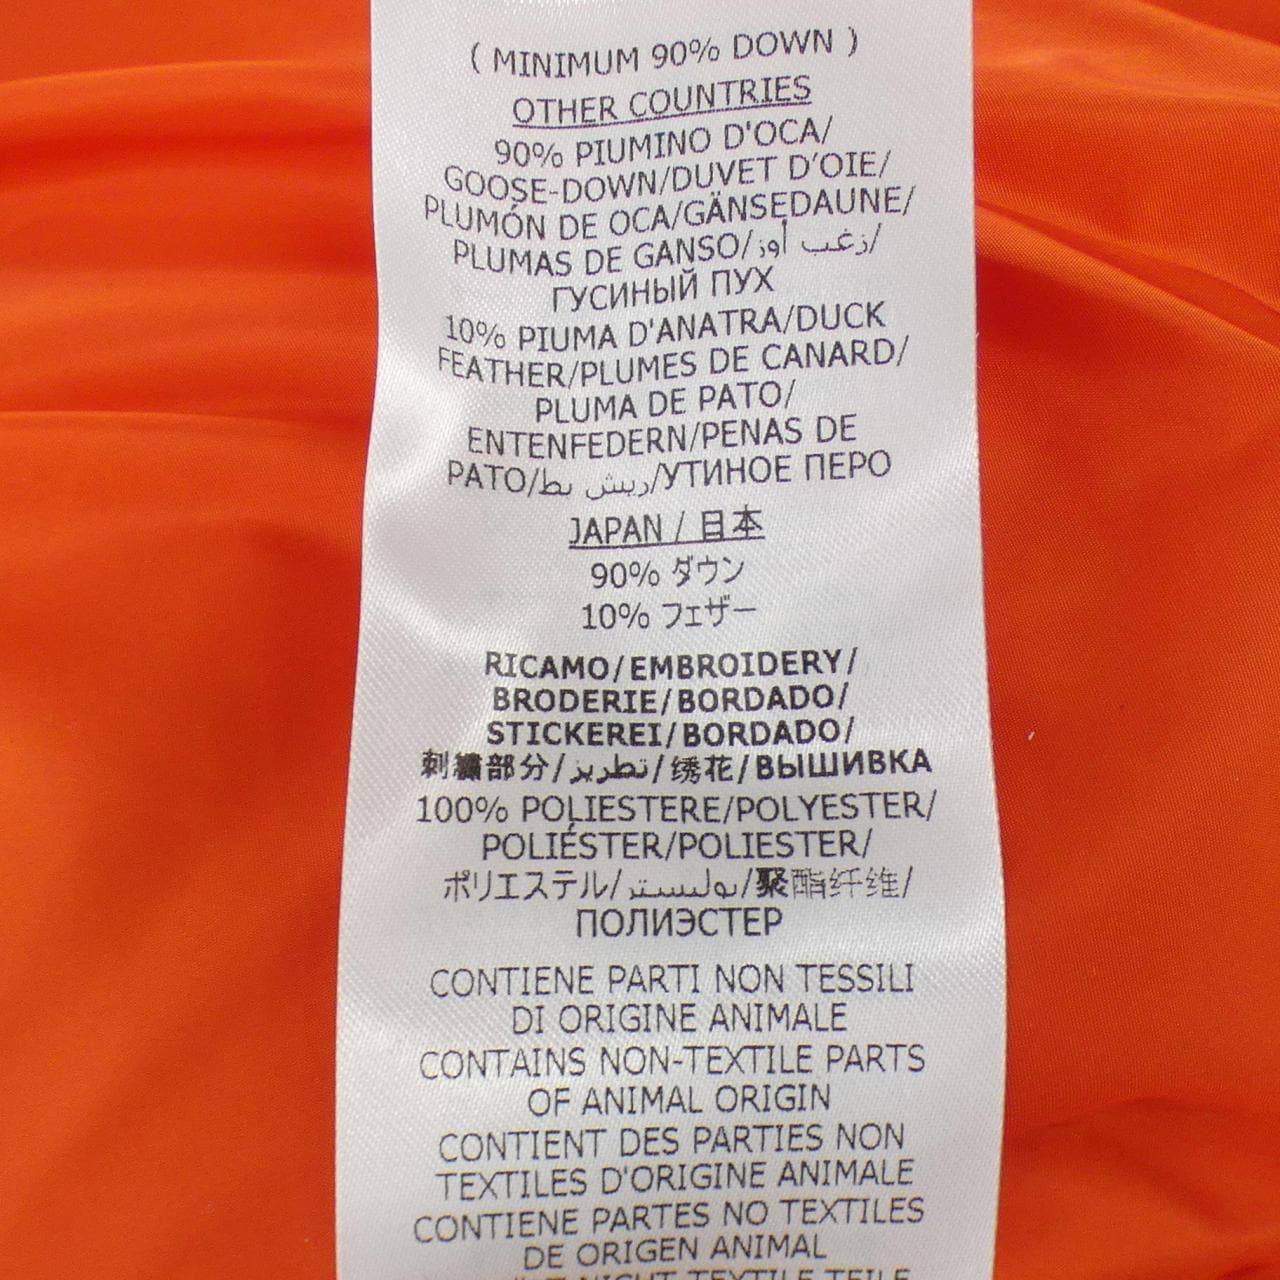 ( MINIMUM 90% DOWN )
OTHER COUNTRIES
90% PIUMINO D'OCA/
GOOSE-DOWN/DUVET D'OIE/
PLUMÓN DE OCA/GÄNSEDAUNE/
PLUMAS DE GANSO/زغب أوز/
ГУСИНЫЙ ПУХ
10% PIUMA D'ANATRA/DUCK
FEATHER/PLUMES DE CANARD/
PLUMA DE PATO/
ENTENFEDERN/PENAS DE
PATO/ريش بط/УТИНОЕ ПЕРО
JAPAN / 日本
90% ダウン
10% フェザー
RICAMO/EMBROIDERY/
BRODERIE/BORDADO/
STICKEREI/BORDADO/
刺繍部分/تطريز/绣花/ВЫШИВКА
100% POLIESTERE/POLYESTER/
POLIÉSTER/POLIESTER/
ポリエステル/بوليستر/聚酯纤维/
ПОЛИЭСТЕР
CONTIENE PARTI NON TESSILI
DI ORIGINE ANIMALE
CONTAINS NON-TEXTILE PARTS
OF ANIMAL ORIGIN
CONTIENT DES PARTIES NON
TEXTILES D'ORIGINE ANIMALE
CONTIENE PARTES NO TEXTILES
DE ORIGEN ANIMAL
NICHT TEXTILE TEILE